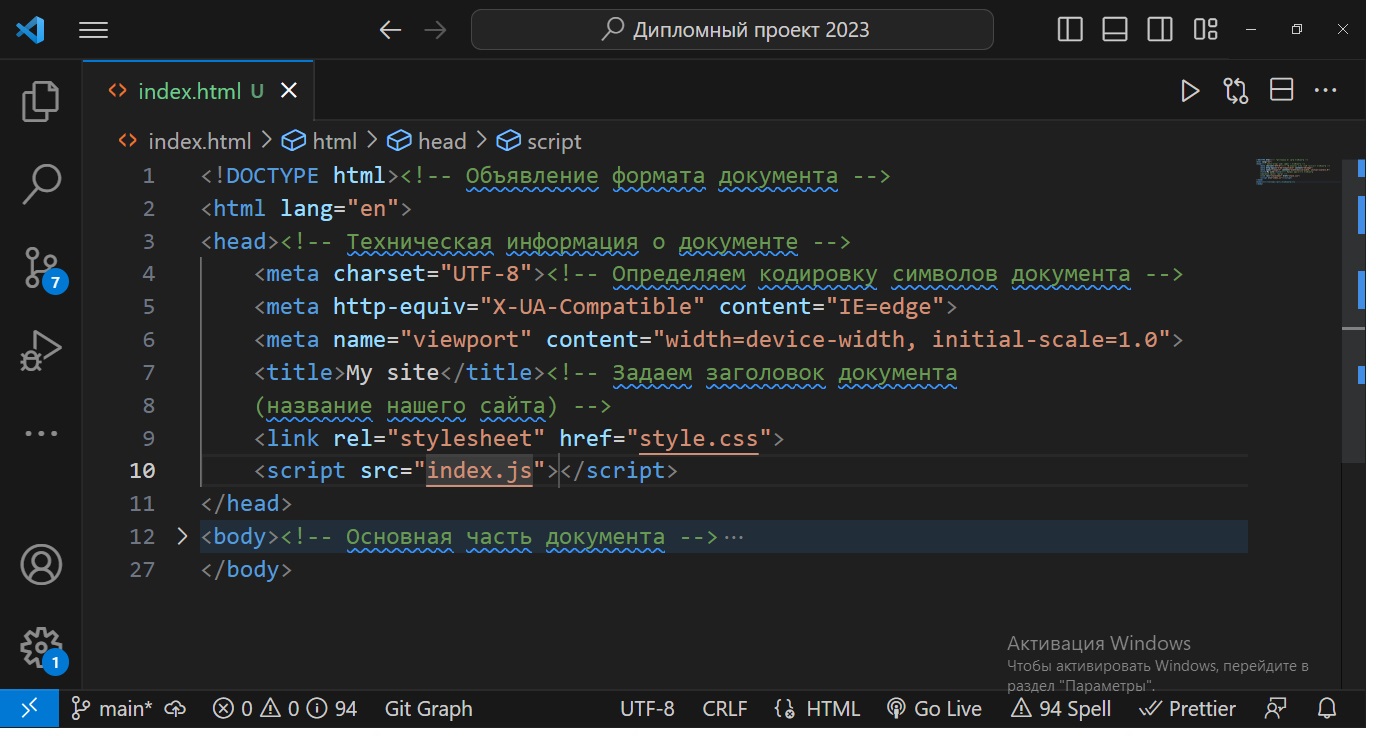 Дипломный проект 2023
index.html U
index.html > html > head > script
1 <!DOCTYPE html><!-- Объявление формата документа -->
2 <html lang="en">
3 <head><!-- Техническая информация о документе -->
4 <meta charset="UTF-8"><!-- Определяем кодировку символов документа -->
5 <meta http-equiv="X-UA-Compatible" content="IE=edge">
6 <meta name="viewport" content="width=device-width, initial-scale=1.0">
7 <title>My site</title><!-- Задаем заголовок документа
8 (название нашего сайта) -->
9 <link rel="stylesheet" href="style.css">
10 <script src="index.js"></script>
11 </head>
12 <body><!-- Основная часть документа -->···
27 </body>
7
1
Активация Windows
Чтобы активировать Windows, перейдите в
раздел "Параметры".
main* 0 0 94 Git Graph UTF-8 CRLF HTML Go Live 94 Spell Prettier